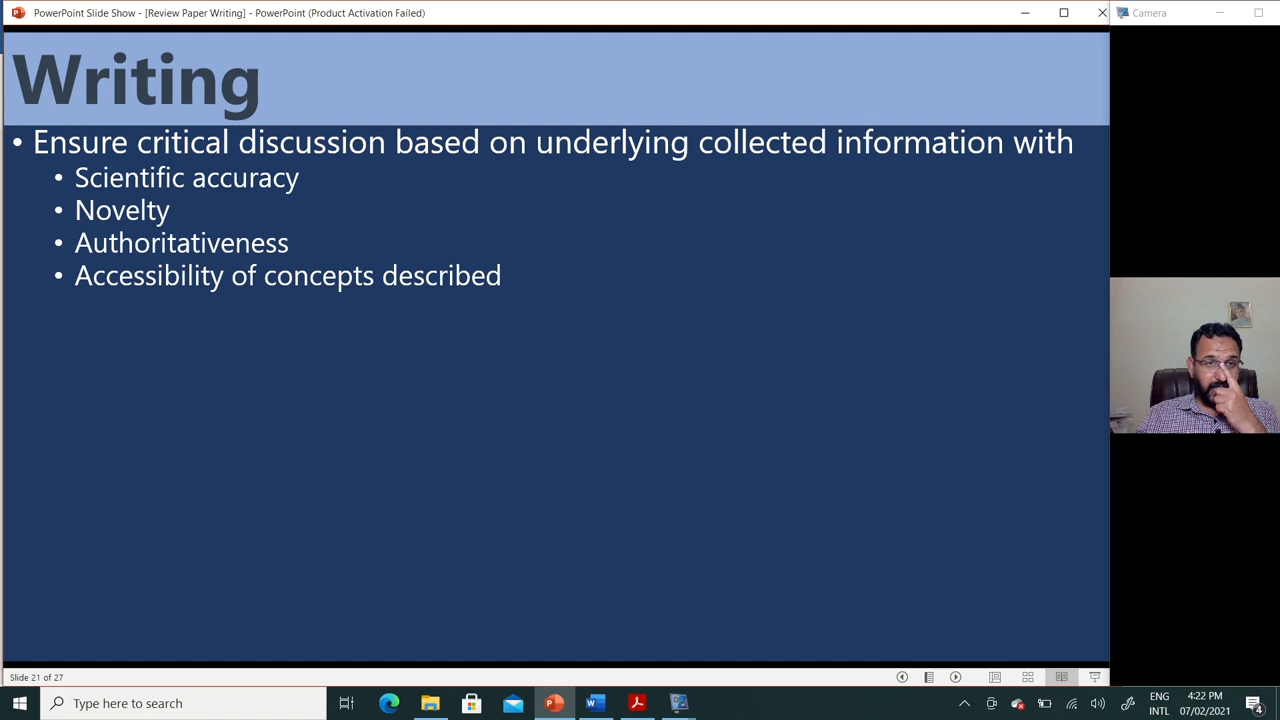 PowerPoint Slide Show - [Review Paper Writing] - PowerPoint (Product Activation Failed)
Camera
Writing
• Ensure critical discussion based on underlying collected information with
• Scientific accuracy
• Novelty
• Authoritativeness
• Accessibility of concepts described
Slide 21 of 27
Type here to search
ENG
INTL
4:22 PM
07/02/2021
4